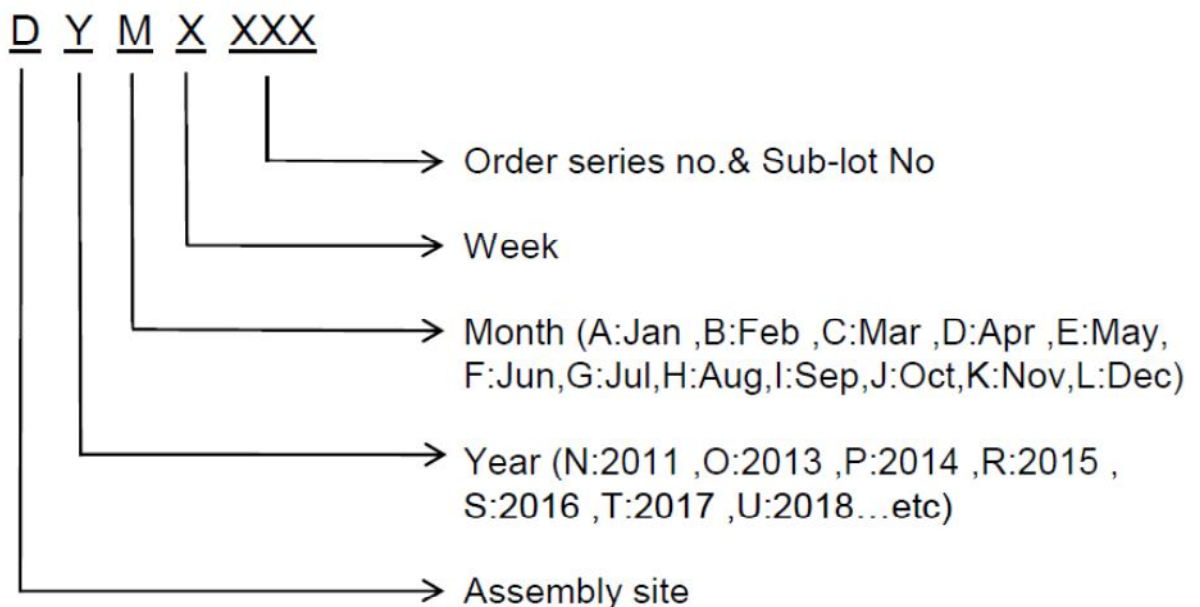 D Y M X XXX
Order series no.& Sub-lot No
Week
Month (A:Jan ,B:Feb ,C:Mar ,D:Apr ,E:May,
F:Jun,G:Jul,H:Aug,I:Sep,J:Oct,K:Nov,L:Dec)
Year (N:2011 ,O:2013 ,P:2014 ,R:2015 ,
S:2016 ,T:2017 ,U:2018...etc)
Assembly site